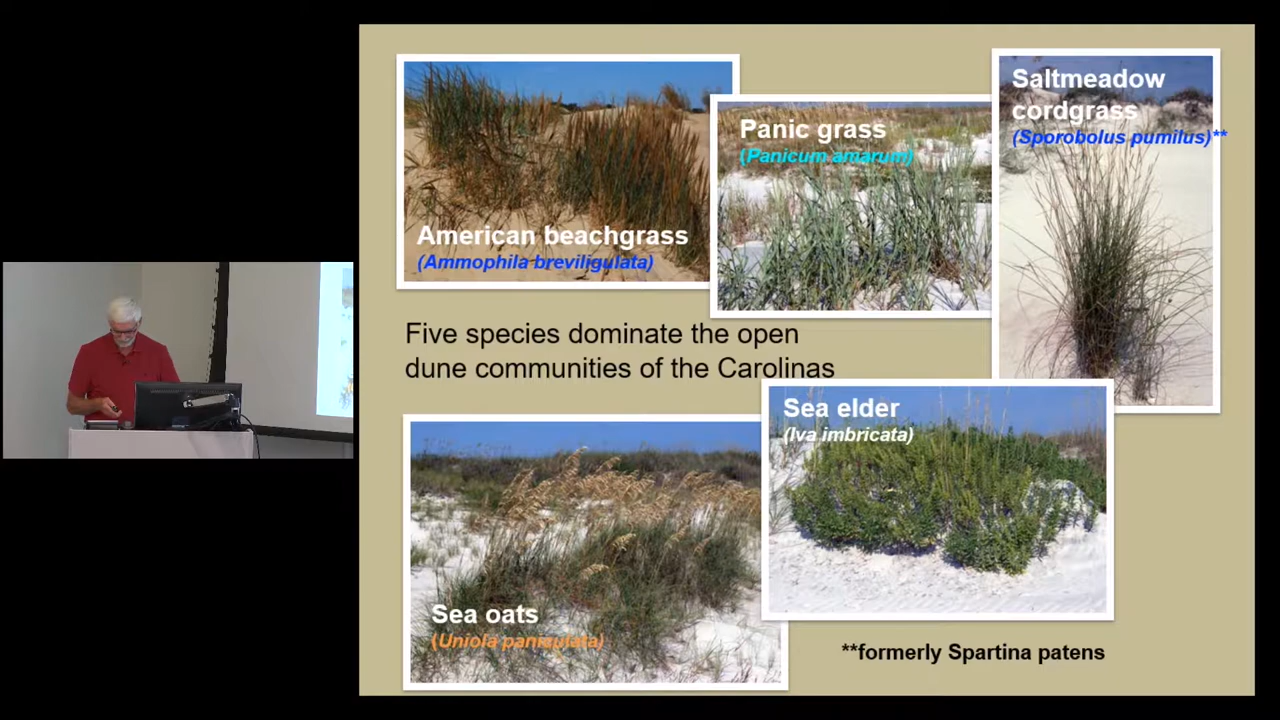 American beachgrass
(Ammophila breviligulata)
Panic grass
(Panicum amarum)
Saltmeadow
cordgrass
(Sporobolus pumilus)**
Five species dominate the open
dune communities of the Carolinas
Sea oats
(Uniola paniculata)
Sea elder
(Iva imbricata)
**formerly Spartina patens